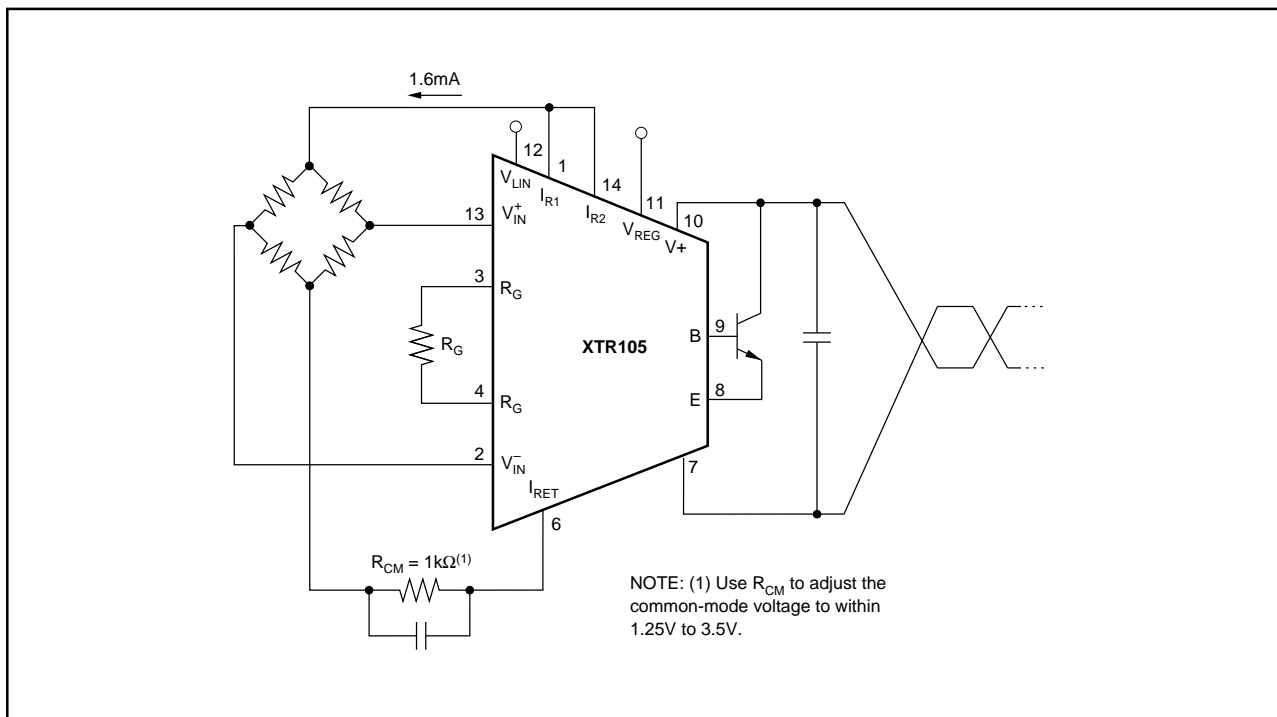 1.6mA
12
1
14
11
10
V_LIN
I_R1
I_R2
V_REG
V+
13
V_IN^+
3
R_G
R_G
XTR105
B
9
E
8
4
R_G
2
V_IN^−
I_RET
7
6
R_CM = 1kΩ(1)
NOTE: (1) Use R_CM to adjust the
common-mode voltage to within
1.25V to 3.5V.